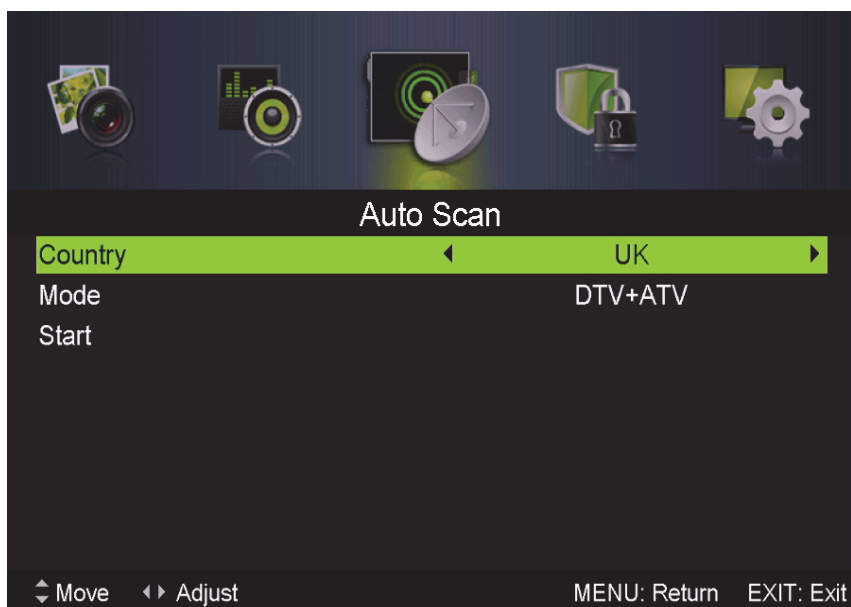 Auto Scan
Country UK
Mode DTV+ATV
Start
Move Adjust MENU: Return EXIT: Exit